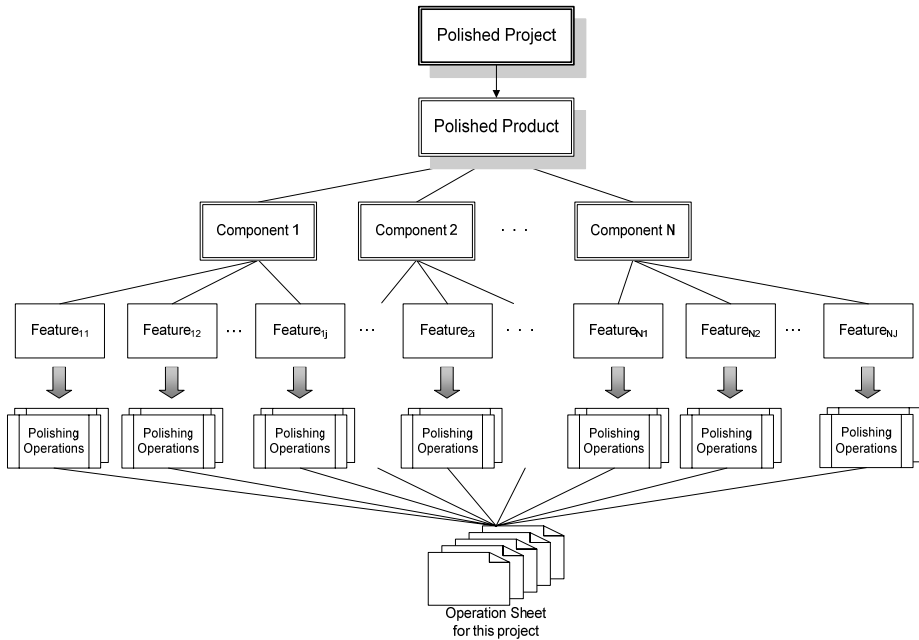 Polished Project
Polished Product
Component 1
Component 2
. . .
Component N
Feature11
Feature12
...
Feature1j
...
Feature2i
. . .
FeatureN1
FeatureN2
...
FeatureNJ
Polishing
Operations
Polishing
Operations
Polishing
Operations
Polishing
Operations
Polishing
Operations
Polishing
Operations
Polishing
Operations
Operation Sheet
for this project